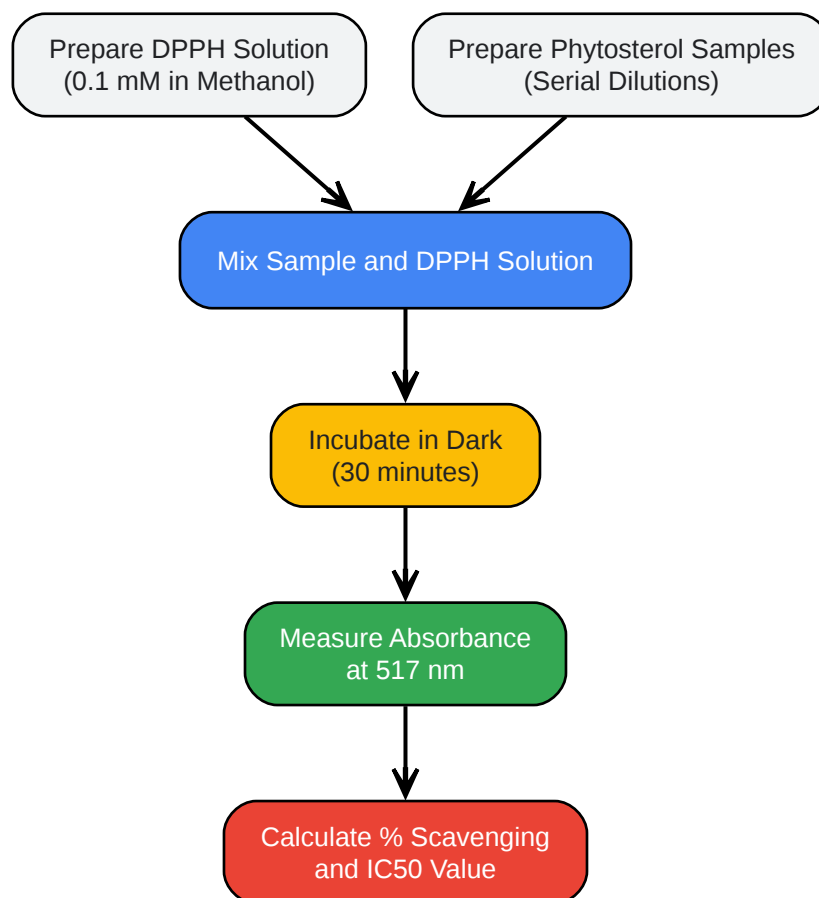 Prepare DPPH Solution
(0.1 mM in Methanol)
Prepare Phytosterol Samples
(Serial Dilutions)
Mix Sample and DPPH Solution
Incubate in Dark
(30 minutes)
Measure Absorbance
at 517 nm
Calculate % Scavenging
and IC50 Value